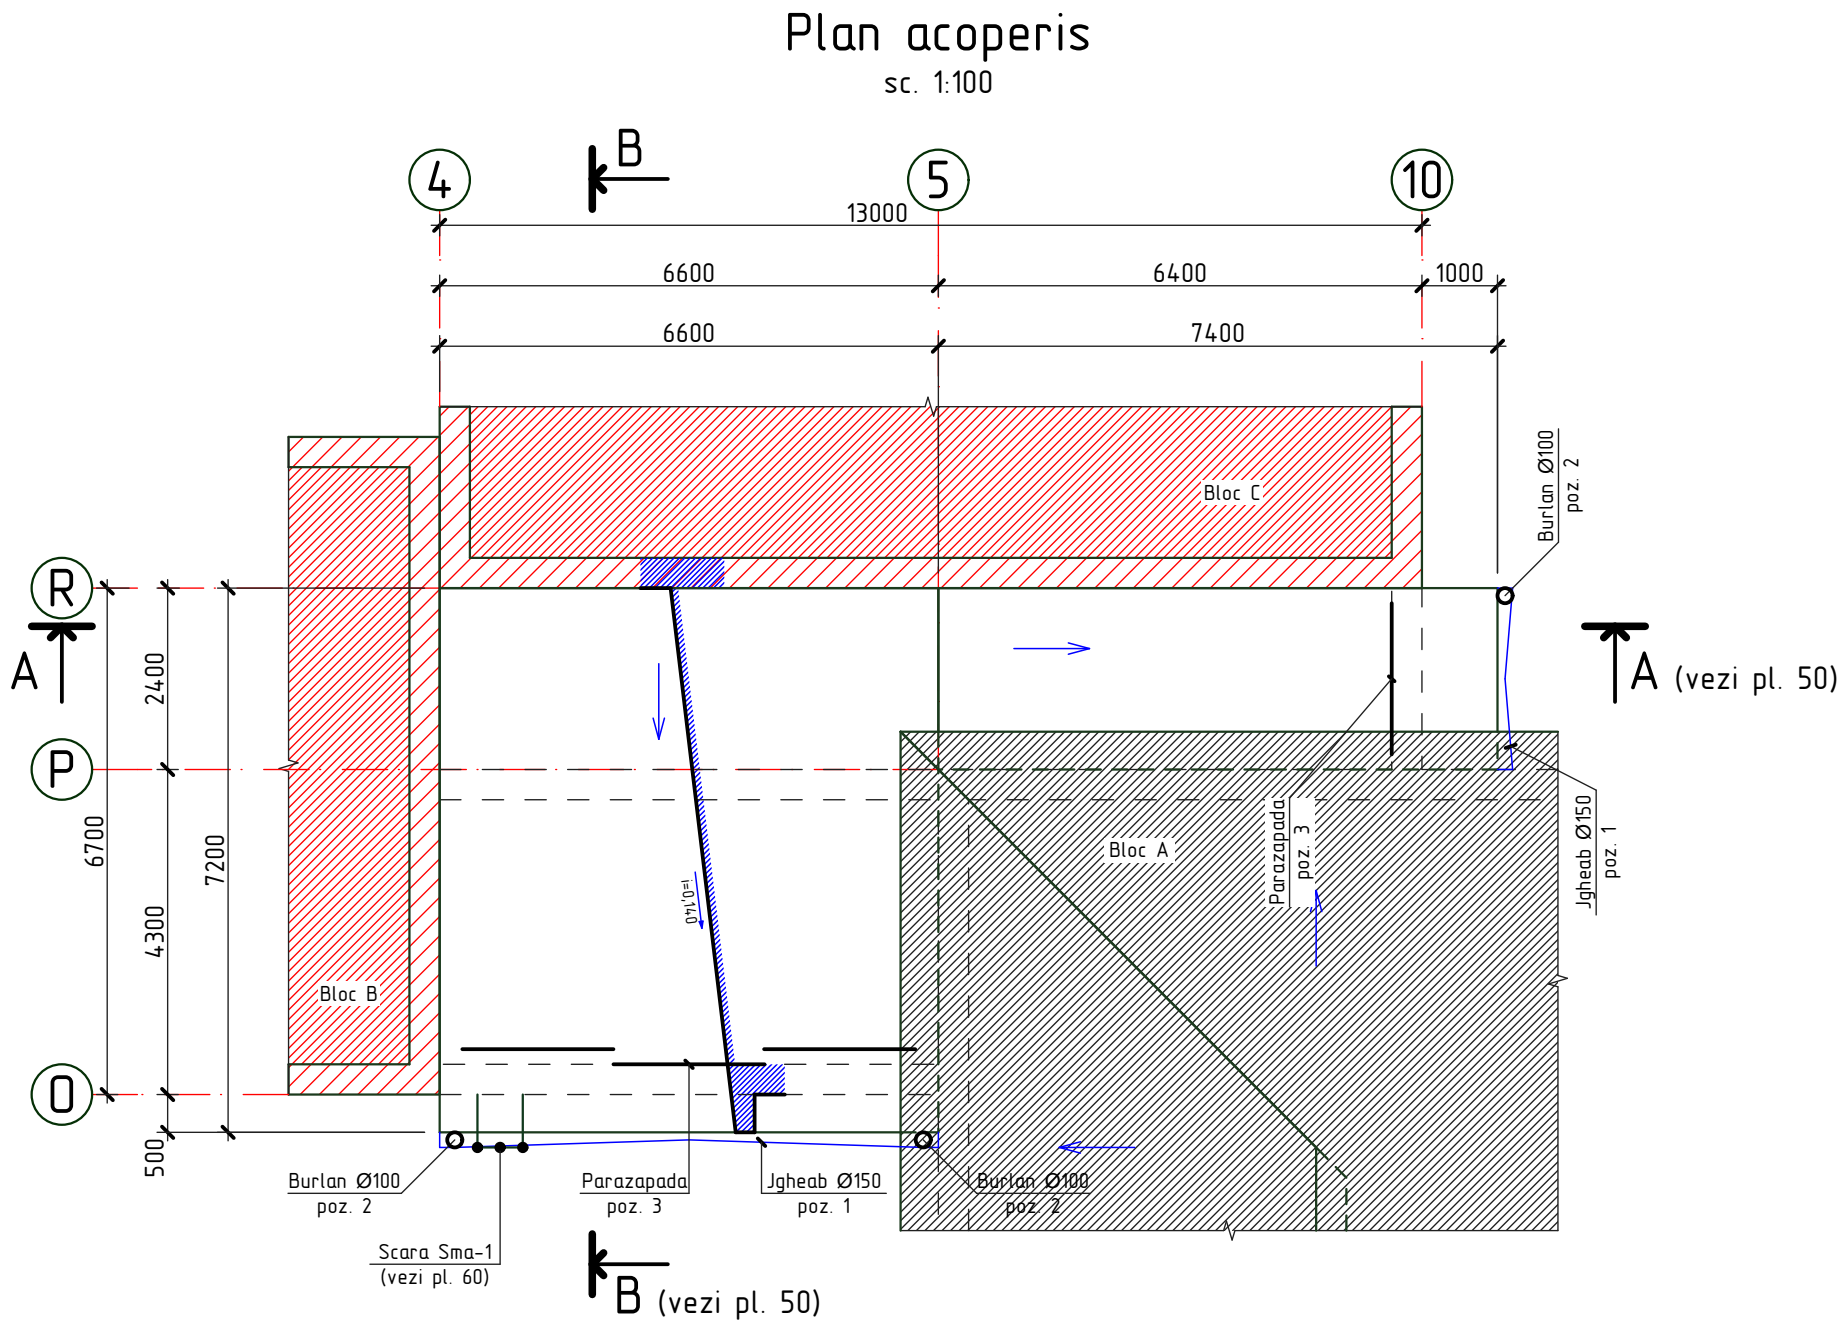 Plan acoperis
sc. 1:100
B
4
5
10
13000
6600
6400
1000
6600
7400
Burlan Ø100
poz. 2
Bloc C
R
A
A (vezi pl. 50)
2400
P
6700
7200
4300
Parazapada
poz. 3
Jgheab Ø150
poz. 1
Bloc A
i=0,140
Bloc B
O
500
Burlan Ø100
poz. 2
Parazapada
poz. 3
Jgheab Ø150
poz. 1
Burlan Ø100
poz. 2
Scara Sma-1
(vezi pl. 60)
B (vezi pl. 50)